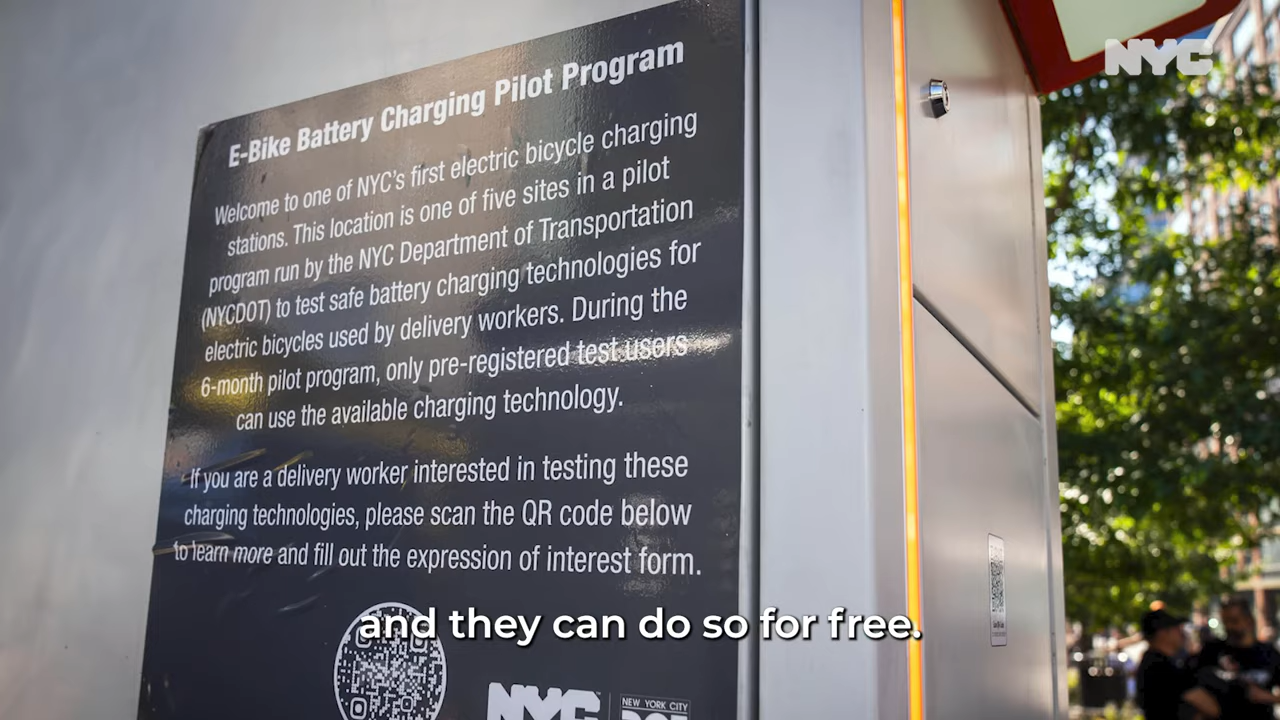 NYC
E-Bike Battery Charging Pilot Program
Welcome to one of NYC's first electric bicycle charging
stations. This location is one of five sites in a pilot
program run by the NYC Department of Transportation
(NYCDOT) to test safe battery charging technologies for
electric bicycles used by delivery workers. During the
6-month pilot program, only pre-registered test users
can use the available charging technology.
If you are a delivery worker interested in testing these
charging technologies, please scan the QR code below
to learn more and fill out the expression of interest form.
and they can do so for free.
NYC
NEW YORK CITY
DOT